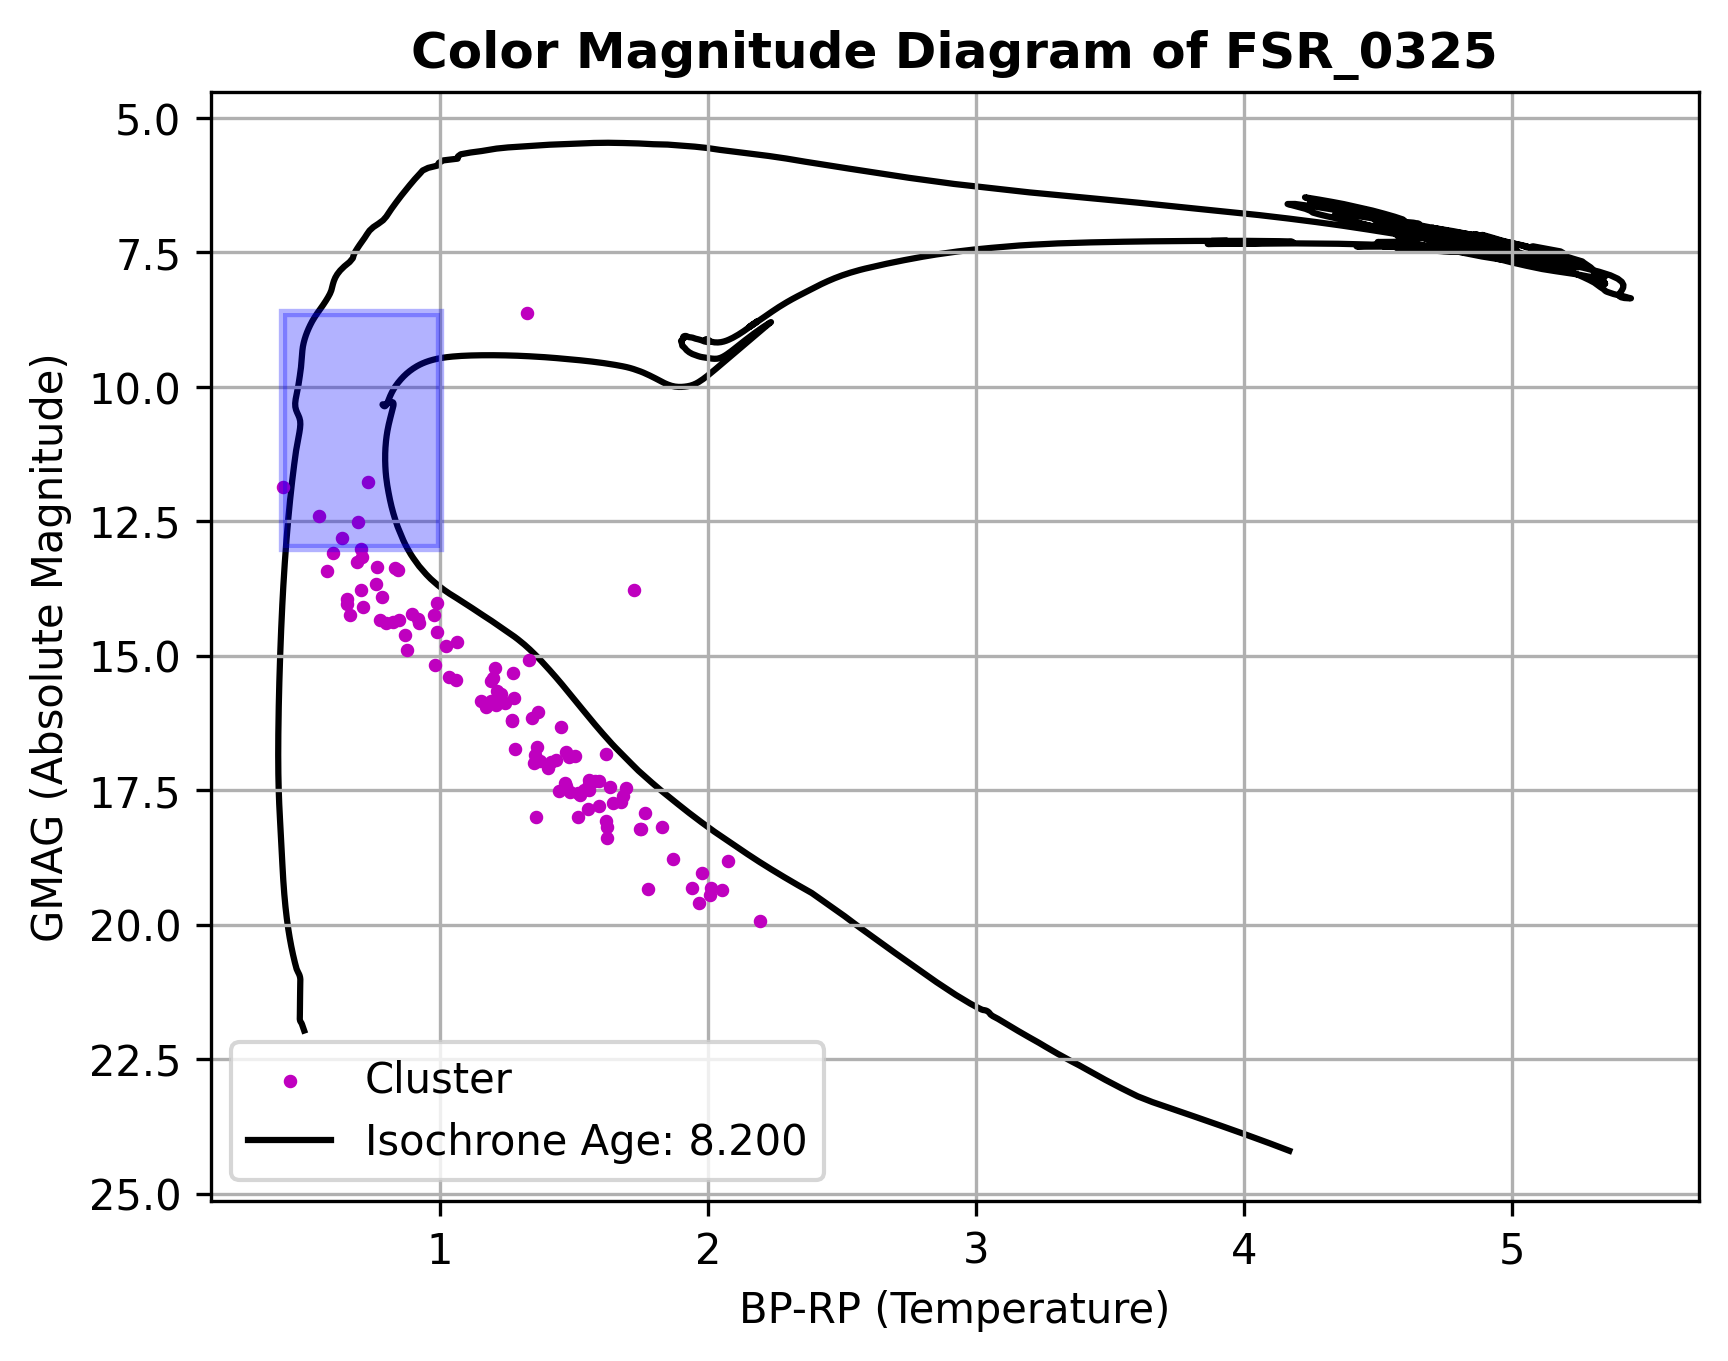 Color Magnitude Diagram of FSR_0325
GMAG (Absolute Magnitude)
5.0
7.5
10.0
12.5
15.0
17.5
20.0
22.5
25.0
Cluster
Isochrone Age: 8.200
1 2 3 4 5
BP-RP (Temperature)